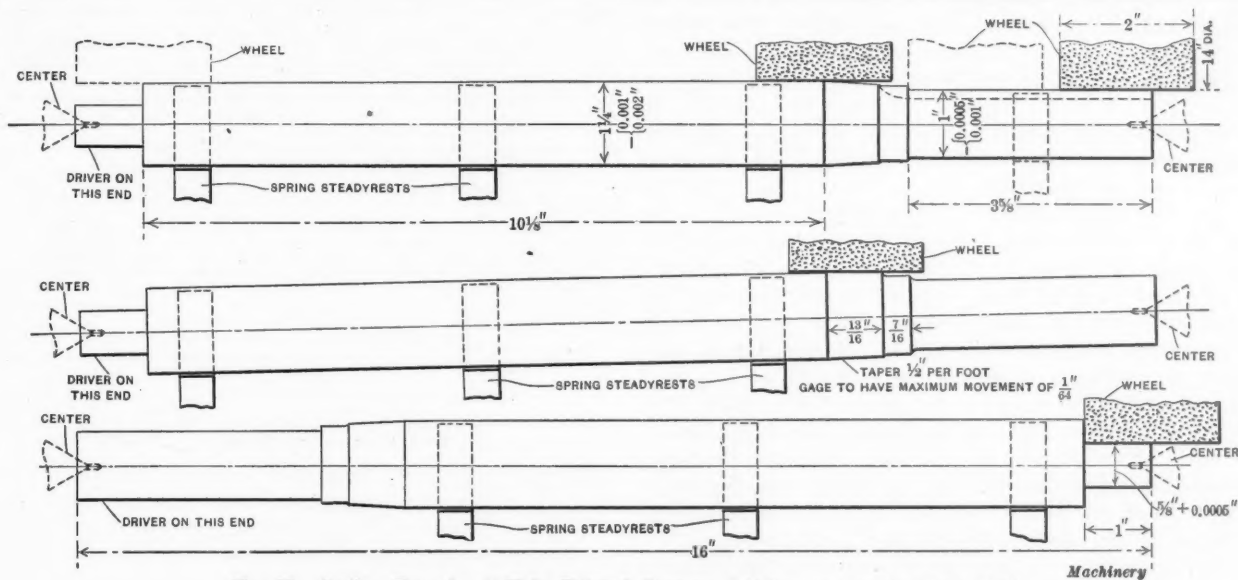 WHEEL
CENTER
DRIVER ON
THIS END
SPRING STEADYRESTS
10⅛"
1¼"
-{0.001"
0.002"
WHEEL
WHEEL
2"
14" DIA.
1"
-{0.0005"
0.001"
3⅝"
CENTER
CENTER
DRIVER ON
THIS END
SPRING STEADYRESTS
WHEEL
13/16"
7/16"
TAPER ½" PER FOOT
GAGE TO HAVE MAXIMUM MOVEMENT OF 1/64"
CENTER
CENTER
DRIVER ON THIS END
SPRING STEADYRESTS
WHEEL
CENTER
⅝" + 0.0005"
1"
16"
Machinery